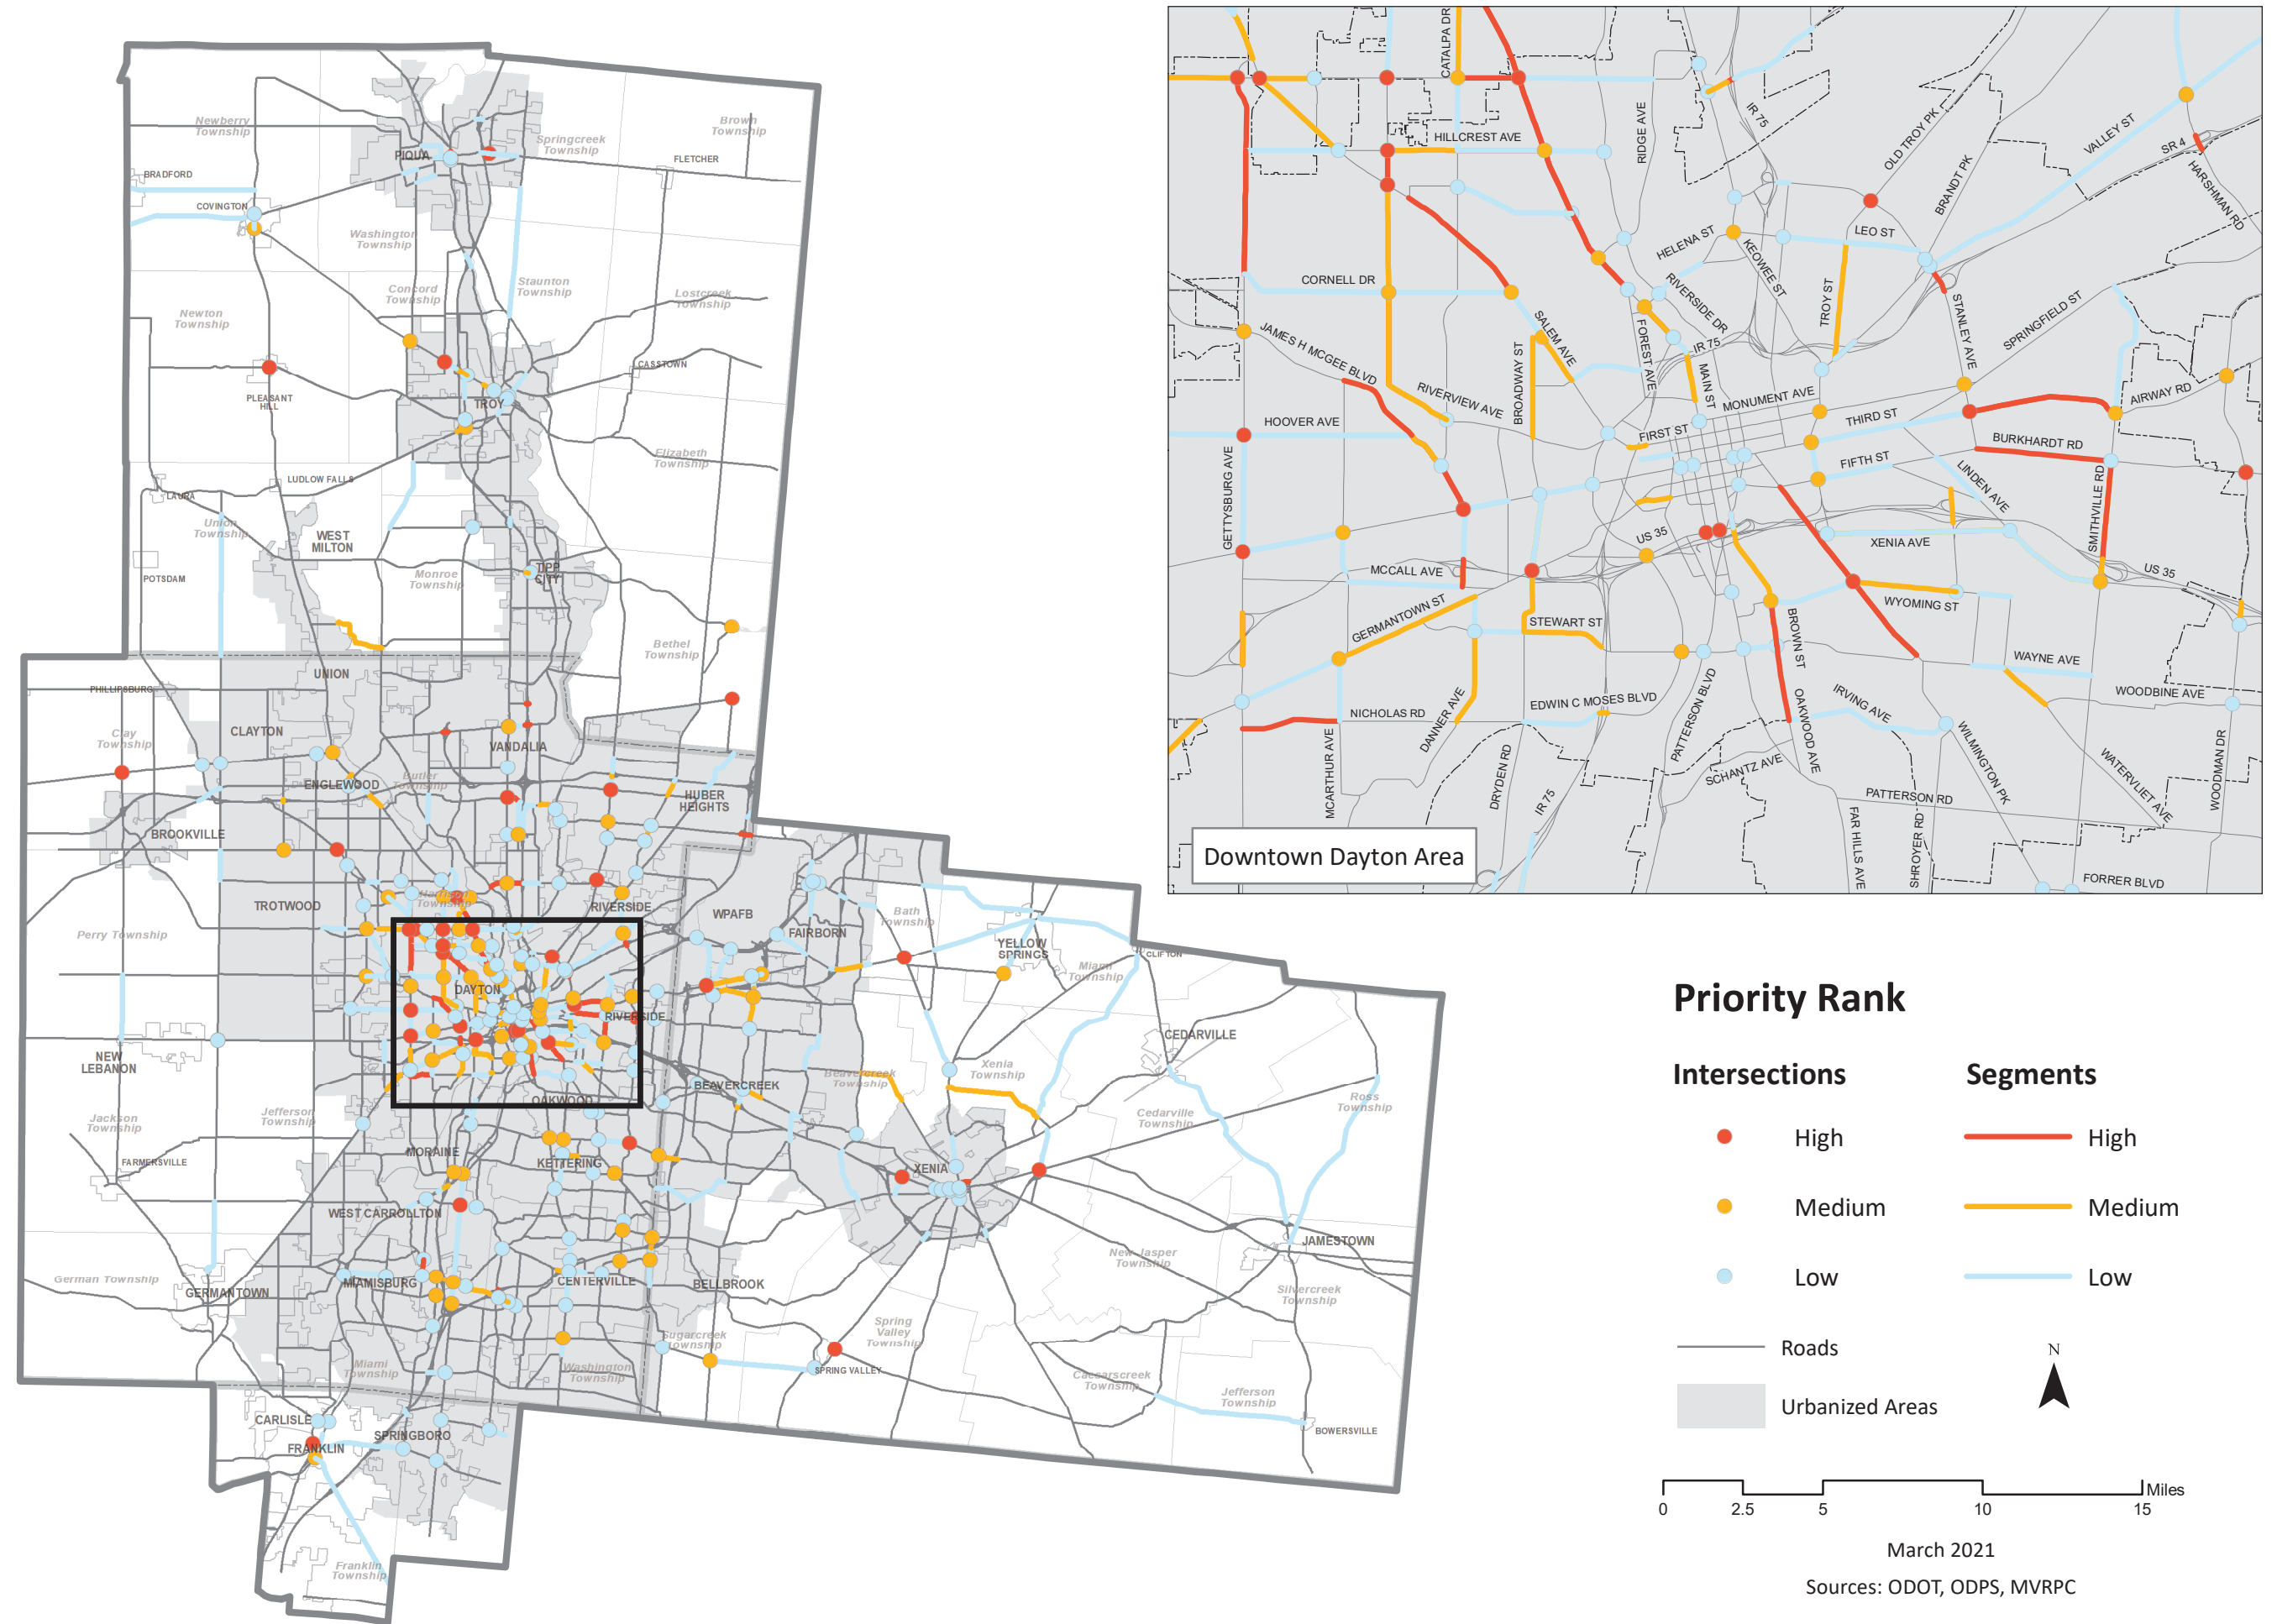 Newberry
Township
Brown
Township
Springcreek
Township
PIQUA
FLETCHER
BRADFORD
COVINGTON
Washington
Township
Staunton
Township
Concord
Township
Lostcreek
Township
Newton
Township
CASSTOWN
PLEASANT
HILL
TROY
Elizabeth
Township
LUDLOW FALLS
LAURA
Union
Township
WEST
MILTON
TIPP
CITY
POTSDAM
Monroe
Township
Bethel
Township
UNION
PHILLIPSBURG
CLAYTON
Clay
Township
VANDALIA
ENGLEWOOD
Butler
Township
HUBER
HEIGHTS
BROOKVILLE
Harrison
Township
TROTWOOD
RIVERSIDE
WPAFB
Bath
Township
Perry Township
FAIRBORN
YELLOW
SPRINGS
Miami
Township
CLIFTON
DAYTON
RIVERSIDE
CEDARVILLE
NEW
LEBANON
Beavercreek
Township
Xenia
Township
BEAVERCREEK
OAKWOOD
Ross
Township
Jackson
Township
Jefferson
Township
Cedarville
Township
FARMERSVILLE
MORAINE
KETTERING
XENIA
WEST CARROLLTON
JAMESTOWN
New Jasper
Township
German Township
MIAMISBURG
CENTERVILLE
BELLBROOK
GERMANTOWN
Silvercreek
Township
Spring
Valley
Township
Sugarcreek
Township
Miami
Township
Washington
Township
SPRING VALLEY
Caesarscreek
Township
Jefferson
Township
CARLISLE
SPRINGBORO
FRANKLIN
BOWERSVILLE
Franklin
Township
CATALPA DR
IR 75
RIDGE AVE
OLD TROY PK
VALLEY ST
SR 4
HARSHMAN RD
HILLCREST AVE
BRANDT PK
HELENA ST
KEOWEE ST
LEO ST
CORNELL DR
RIVERSIDE DR
TROY ST
STANLEY AVE
SPRINGFIELD ST
JAMES H MCGEE BLVD
SALEM AVE
FOREST AVE
IR 75
BROADWAY ST
MAIN ST
RIVERVIEW AVE
MONUMENT AVE
AIRWAY RD
HOOVER AVE
FIRST ST
THIRD ST
BURKHARDT RD
GETTYSBURG AVE
FIFTH ST
LINDEN AVE
SMITHVILLE RD
US 35
XENIA AVE
MCCALL AVE
US 35
GERMANTOWN ST
WYOMING ST
STEWART ST
BROWN ST
WAYNE AVE
WOODBINE AVE
NICHOLAS RD
EDWIN C MOSES BLVD
PATTERSON BLVD
OAKWOOD AVE
IRVING AVE
DANNER AVE
MCARTHUR AVE
DRYDEN RD
SCHANTZ AVE
WILMINGTON PK
WATERVLIET AVE
WOODMAN DR
IR 75
PATTERSON RD
FAR HILLS AVE
SHROYER RD
FORRER BLVD
Downtown Dayton Area
Priority Rank
Intersections Segments
High High
Medium Medium
Low Low
Roads
N
Urbanized Areas
Miles
0 2.5 5 10 15
March 2021
Sources: ODOT, ODPS, MVRPC